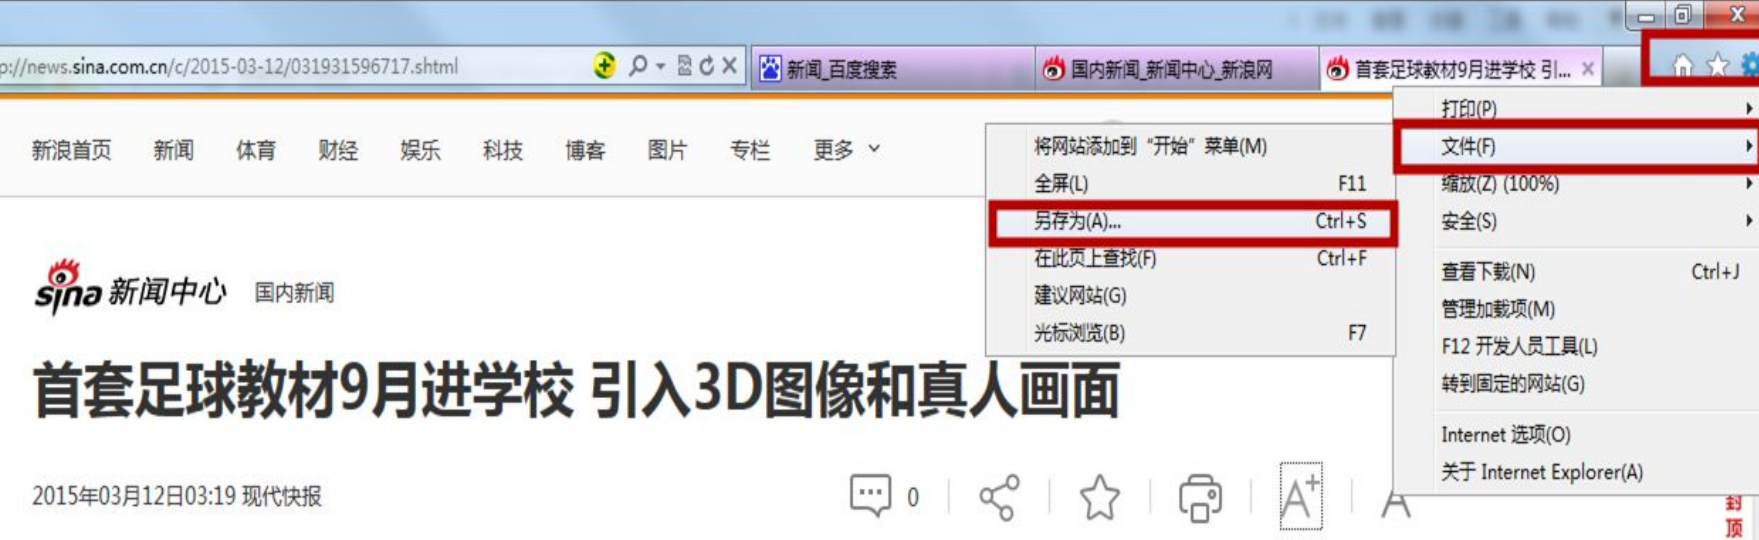 p://news.sina.com.cn/c/2015-03-12/031931596717.shtml
新闻_百度搜索
国内新闻_新闻中心_新浪网
首套足球教材9月进学校 引...
新浪首页 新闻 体育 财经 娱乐 科技 博客 图片 专栏 更多
将网站添加到“开始”菜单(M)
全屏(L) F11
另存为(A)... Ctrl+S
在此页上查找(F) Ctrl+F
建议网站(G)
光标浏览(B) F7
打印(P)
文件(F)
缩放(Z) (100%)
安全(S)
查看下载(N) Ctrl+J
管理加载项(M)
F12 开发人员工具(L)
转到固定的网站(G)
Internet 选项(O)
关于 Internet Explorer(A)
sina 新闻中心 国内新闻
首套足球教材9月进学校 引入3D图像和真人画面
2015年03月12日03:19 现代快报
0
A+
A
封
顶